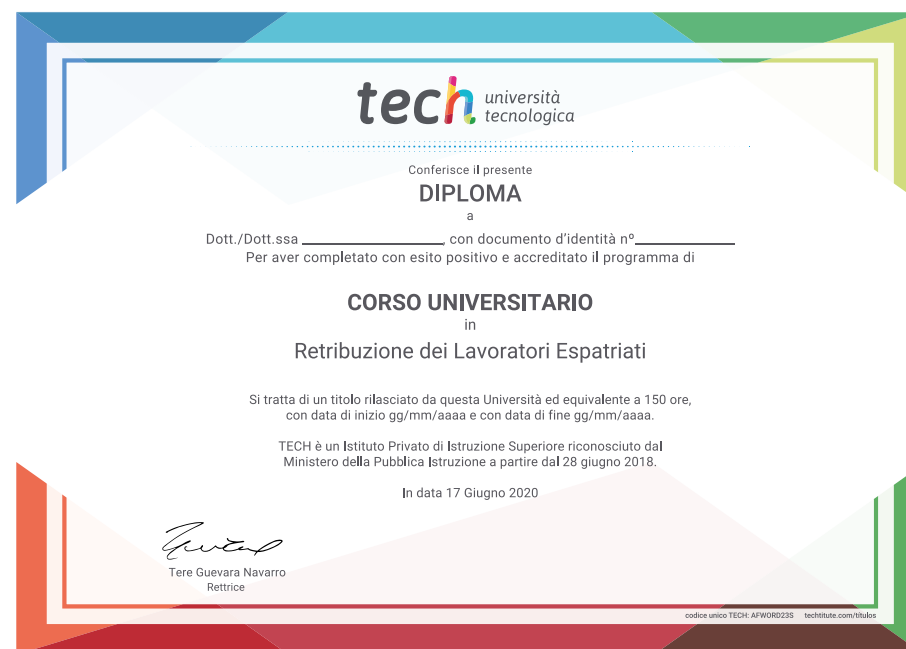 tech università
tecnologica
Conferisce il presente
DIPLOMA
a
Dott./Dott.ssa ____________________, con documento d'identità nº______________
Per aver completato con esito positivo e accreditato il programma di
CORSO UNIVERSITARIO
in
Retribuzione dei Lavoratori Espatriati
Si tratta di un titolo rilasciato da questa Università ed equivalente a 150 ore,
con data di inizio gg/mm/aaaa e con data di fine gg/mm/aaaa.
TECH è un Istituto Privato di Istruzione Superiore riconosciuto dal
Ministero della Pubblica Istruzione a partire dal 28 giugno 2018.
In data 17 Giugno 2020
Tere Guevara Navarro
Rettrice
codice unico TECH: AFWORD23S techtitute.com/títulos